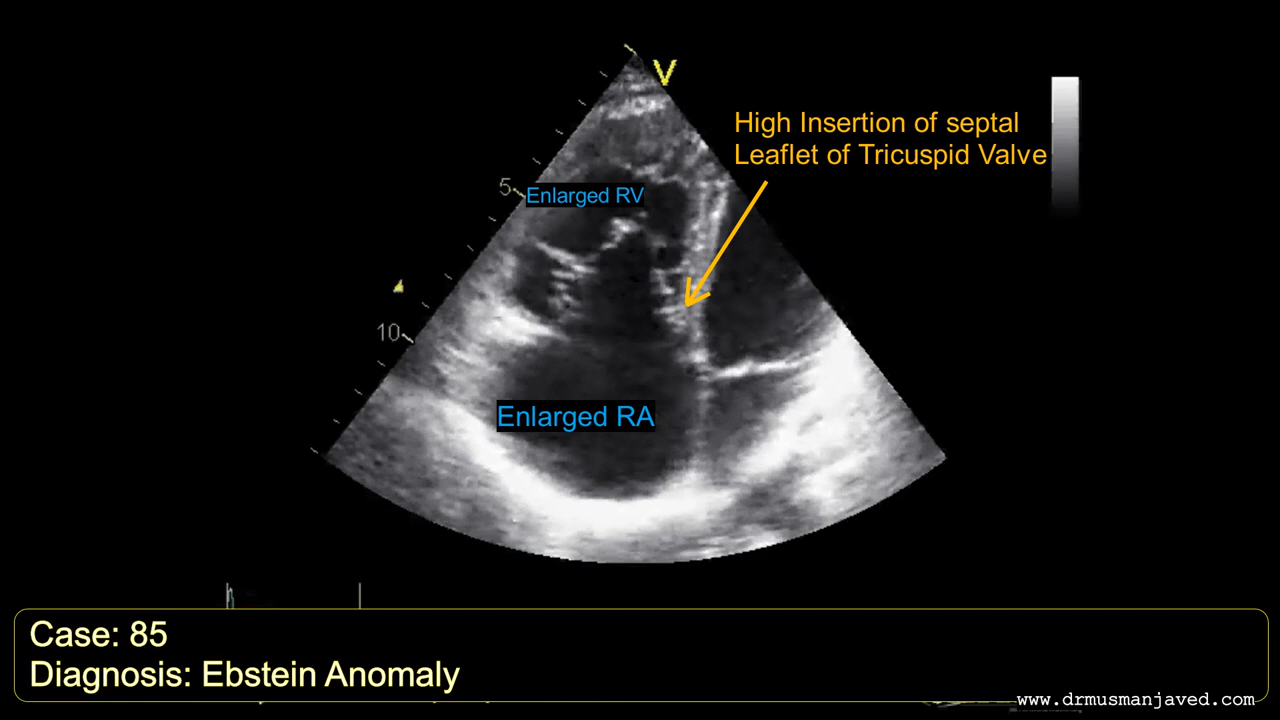 V
High Insertion of septal
Leaflet of Tricuspid Valve
5
Enlarged RV
10
Enlarged RA
Case: 85
Diagnosis: Ebstein Anomaly
www.drmusmanjaved.com